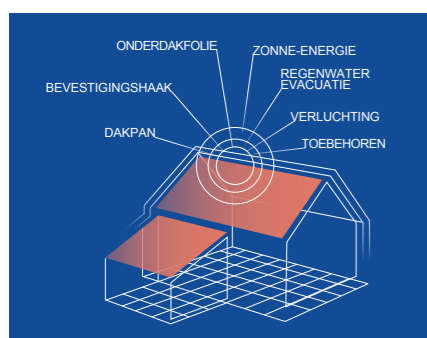 ONDERDAKFOLIE
ZONNE-ENERGIE
BEVESTIGINGSHAAK
REGENWATER
EVACUATIE
VERLUCHTING
DAKPAN
TOEBEHOREN